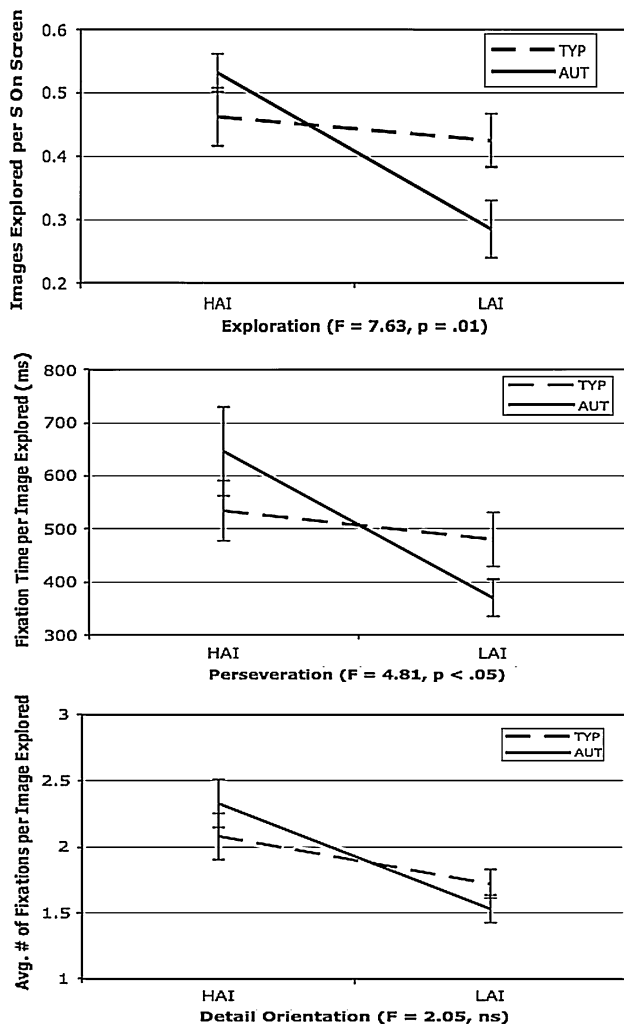 Images Explored per S On Screen
0.6
0.5
0.4
0.3
0.2
TYP
AUT
HAI LAI
Exploration (F = 7.63, p = .01)
Fixation Time per Image Explored (ms)
800
700
600
500
400
300
TYP
AUT
HAI LAI
Perseveration (F = 4.81, p < .05)
Avg. # of Fixations per Image Explored
3
2.5
2
1.5
1
TYP
AUT
HAI LAI
Detail Orientation (F = 2.05, ns)